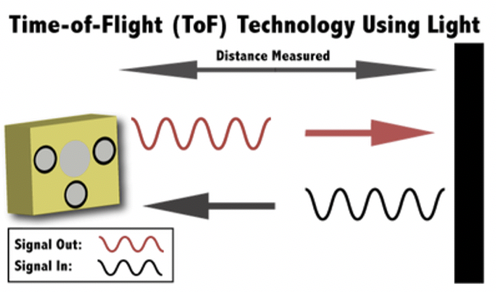 Time-of-Flight (ToF) Technology Using Light
Distance Measured
Signal Out:
Signal In: